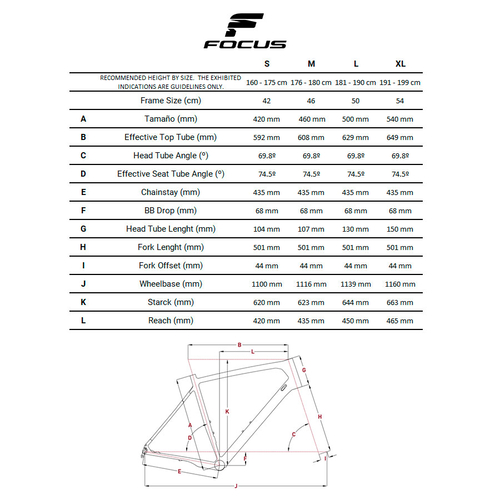 FOCUS
S M L XL
RECOMMENDED HEIGHT BY SIZE. THE EXHIBITED INDICATIONS ARE GUIDELINES ONLY. 160 - 175 cm 176 - 180 cm 181 - 190 cm 191 - 199 cm
Frame Size (cm) 42 46 50 54
A Tamaño (mm) 420 mm 460 mm 500 mm 540 mm
B Effective Top Tube (mm) 592 mm 608 mm 629 mm 649 mm
C Head Tube Angle (º) 69.8º 69.8º 69.8º 69.8º
D Effective Seat Tube Angle (º) 74.5º 74.5º 74.5º 74.5º
E Chainstay (mm) 435 mm 435 mm 435 mm 435 mm
F BB Drop (mm) 68 mm 68 mm 68 mm 68 mm
G Head Tube Lenght (mm) 104 mm 107 mm 130 mm 150 mm
H Fork Lenght (mm) 501 mm 501 mm 501 mm 501 mm
I Fork Offset (mm) 44 mm 44 mm 44 mm 44 mm
J Wheelbase (mm) 1100 mm 1116 mm 1139 mm 1160 mm
K Starck (mm) 620 mm 623 mm 644 mm 663 mm
L Reach (mm) 420 mm 435 mm 450 mm 465 mm
B
L
G
K
H
A
D
C
F
I
E
J